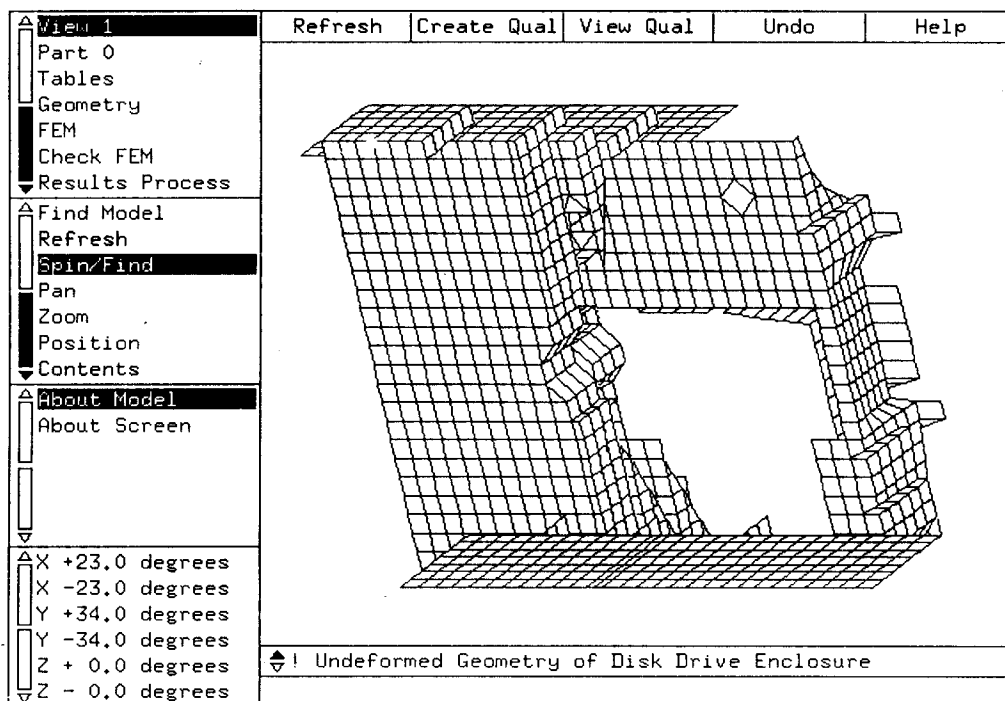 Refresh Create Qual View Qual Undo Help
View 1
Part 0
Tables
Geometry
FEM
Check FEM
Results Process
Find Model
Refresh
Spin/Find
Pan
Zoom
Position
Contents
About Model
About Screen
X +23.0 degrees
X -23.0 degrees
Y +34.0 degrees
Y -34.0 degrees
Z + 0.0 degrees
Z - 0.0 degrees
! Undeformed Geometry of Disk Drive Enclosure